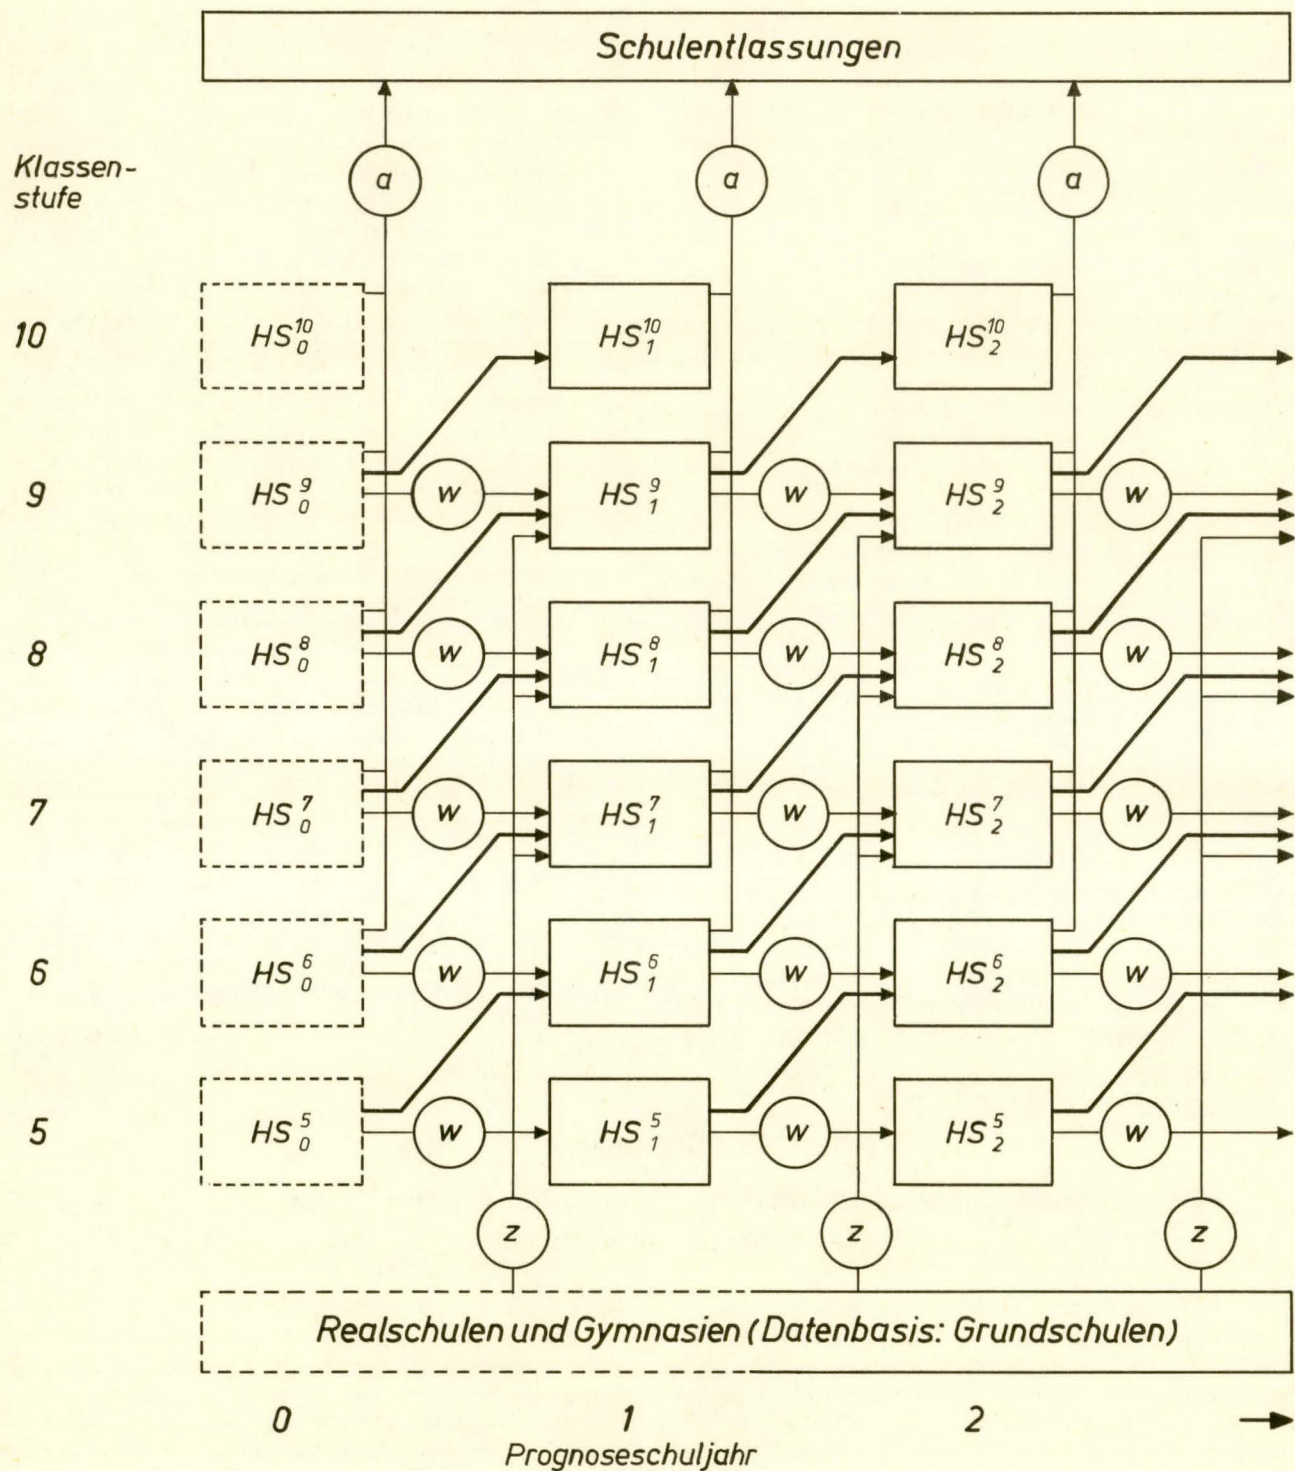 Schulentlassungen
Klassen-
stufe
a a a
10 HS₀¹⁰ HS₁¹⁰ HS₂¹⁰
9 HS₀⁹ w HS₁⁹ w HS₂⁹ w
8 HS₀⁸ w HS₁⁸ w HS₂⁸ w
7 HS₀⁷ w HS₁⁷ w HS₂⁷ w
6 HS₀⁶ w HS₁⁶ w HS₂⁶ w
5 HS₀⁵ w HS₁⁵ w HS₂⁵ w
z z z
Realschulen und Gymnasien (Datenbasis: Grundschulen)
0 1 2
Prognoseschuljahr